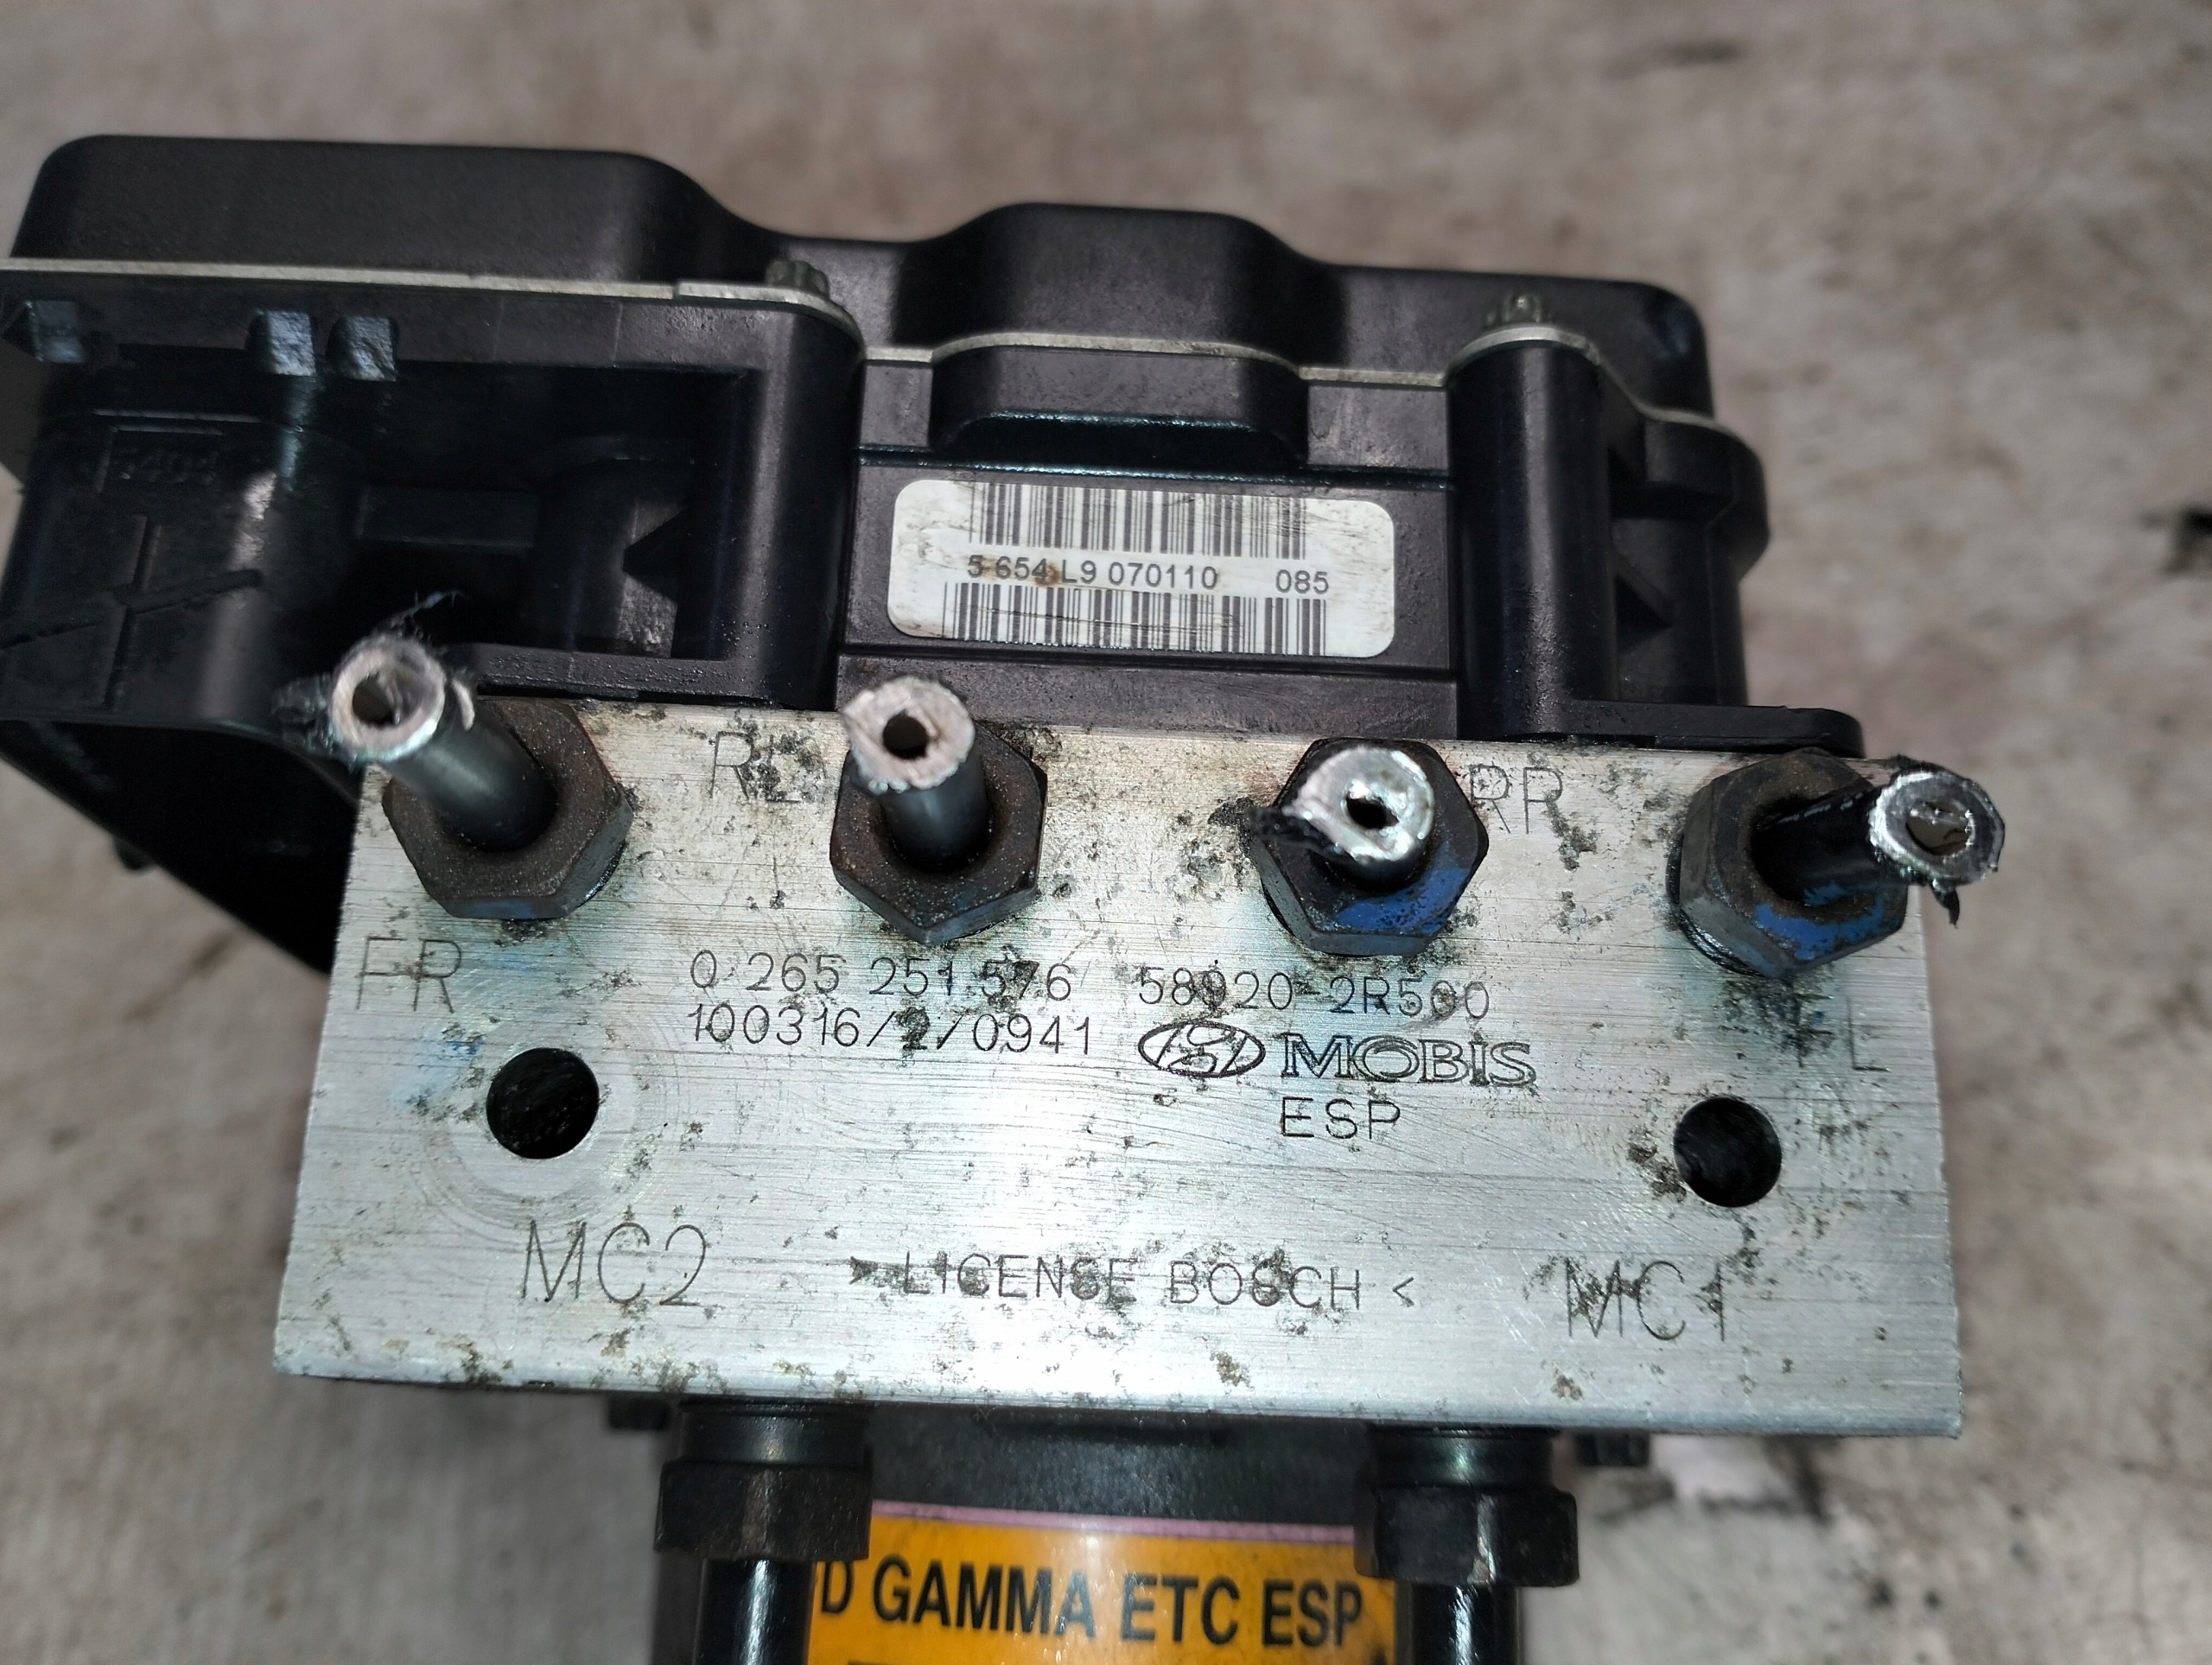 5 654 L9 070110 085
RL
RR
FR
0 265 251 576 58920-2R500
100316/2/0941 MOBIS
FL
ESP
MC2
> LICENSE BOSCH <
MC1
D GAMMA ETC ESP